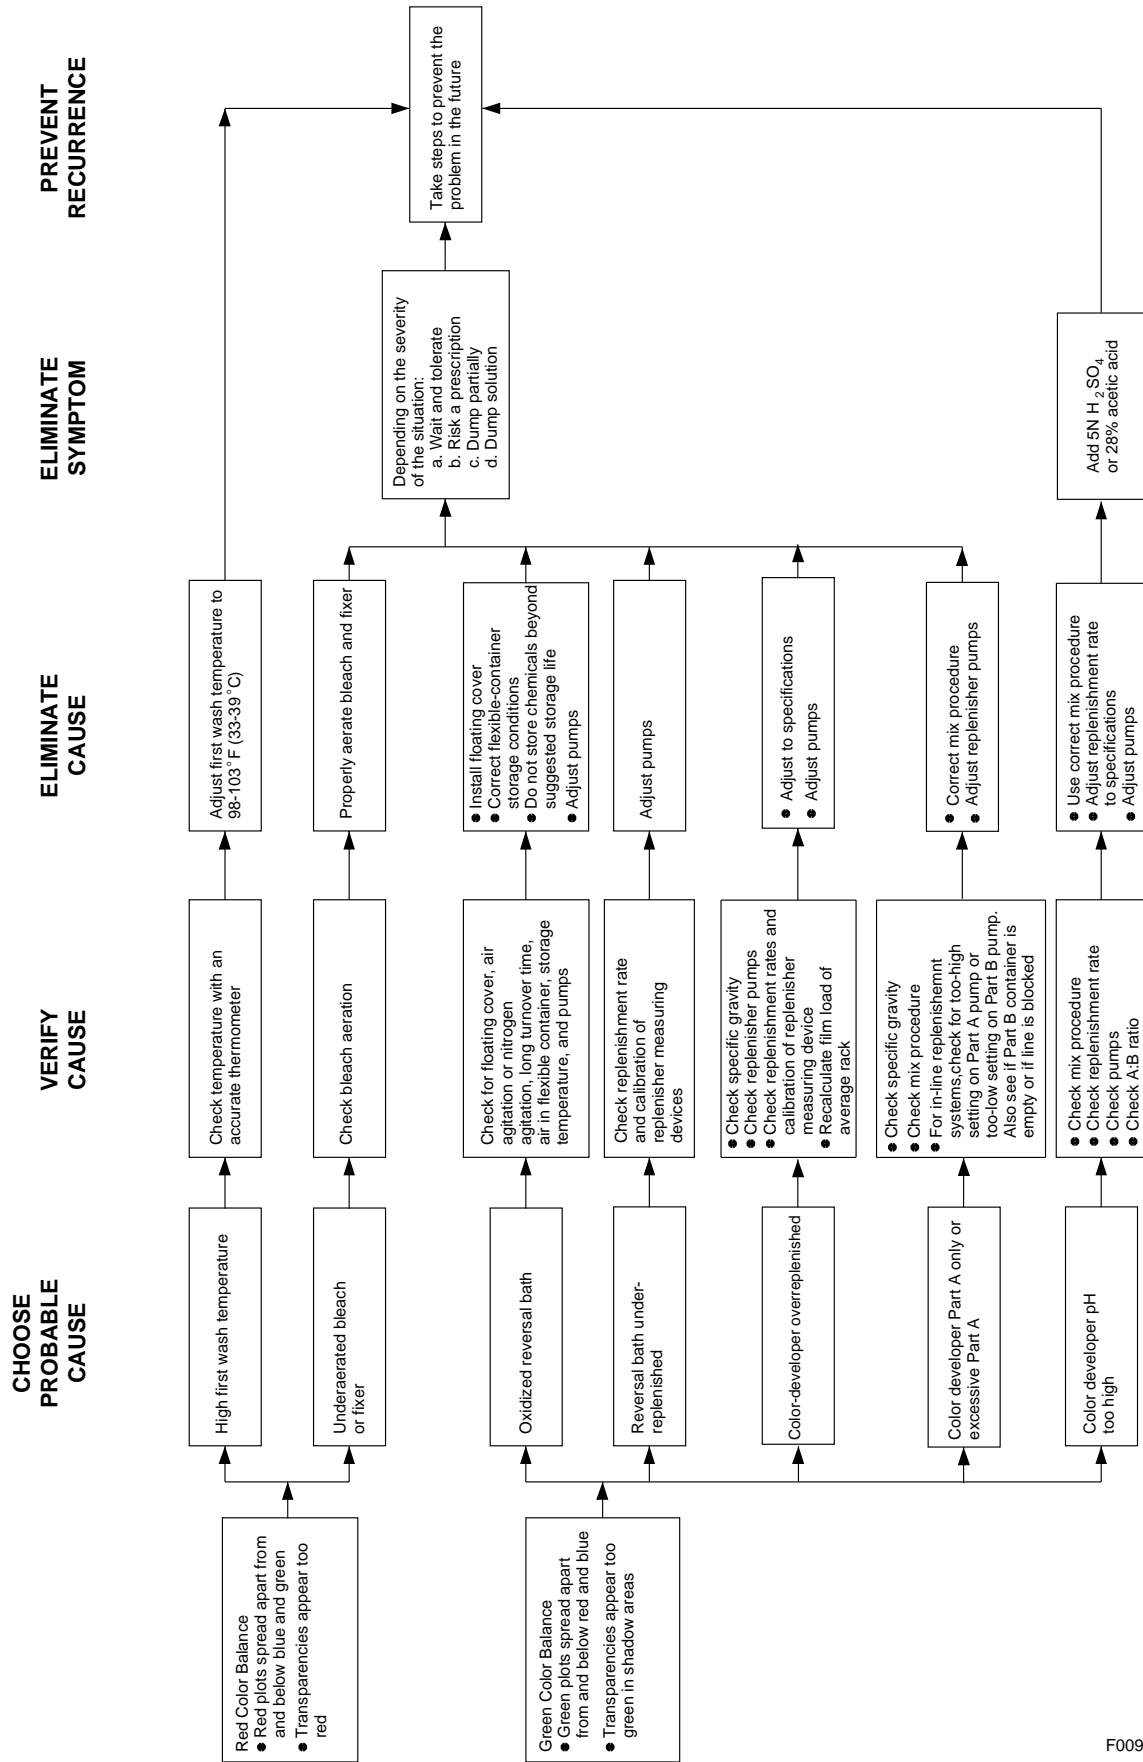 CHOOSE
PROBABLE
CAUSE
VERIFY
CAUSE
ELIMINATE
CAUSE
ELIMINATE
SYMPTOM
PREVENT
RECURRENCE
Red Color Balance
● Red plots spread apart from
and below blue and green
● Transparencies appear too
red
High first wash temperature
Check temperature with an
accurate thermometer
Adjust first wash temperature to
98-103°F (33-39°C)
Underaerated bleach
or fixer
Check bleach aeration
Properly aerate bleach and fixer
Green Color Balance
● Green plots spread apart
from and below red and blue
● Transparencies appear too
green in shadow areas
Oxidized reversal bath
Check for floating cover, air
agitation or nitrogen
agitation, long turnover time,
air in flexible container, storage
temperature, and pumps
● Install floating cover
● Correct flexible-container
storage conditions
● Do not store chemicals beyond
suggested storage life
● Adjust pumps
Reversal bath under-
replenished
Check replenishment rate
and calibration of
replenisher measuring
devices
Adjust pumps
Color-developer overreplenished
● Check specific gravity
● Check replenisher pumps
● Check replenishment rates and
calibration of replenisher
measuring device
● Recalculate film load of
average rack
● Adjust to specifications
● Adjust pumps
Color developer Part A only or
excessive Part A
● Check specific gravity
● Check mix procedure
● For in-line replenishemnt
systems,check for too-high
setting on Part A pump or
too-low setting on Part B pump.
Also see if Part B container is
empty or if line is blocked
● Correct mix procedure
● Adjust replenisher pumps
Color developer pH
too high
● Check mix procedure
● Check replenishment rate
● Check pumps
● Check A:B ratio
● Use correct mix procedure
● Adjust replenishment rate
to specifications
● Adjust pumps
Depending on the severity
of the situation:
a. Wait and tolerate
b. Risk a prescription
c. Dump partially
d. Dump solution
Add 5N H2SO4
or 28% acetic acid
Take steps to prevent the
problem in the future
F009